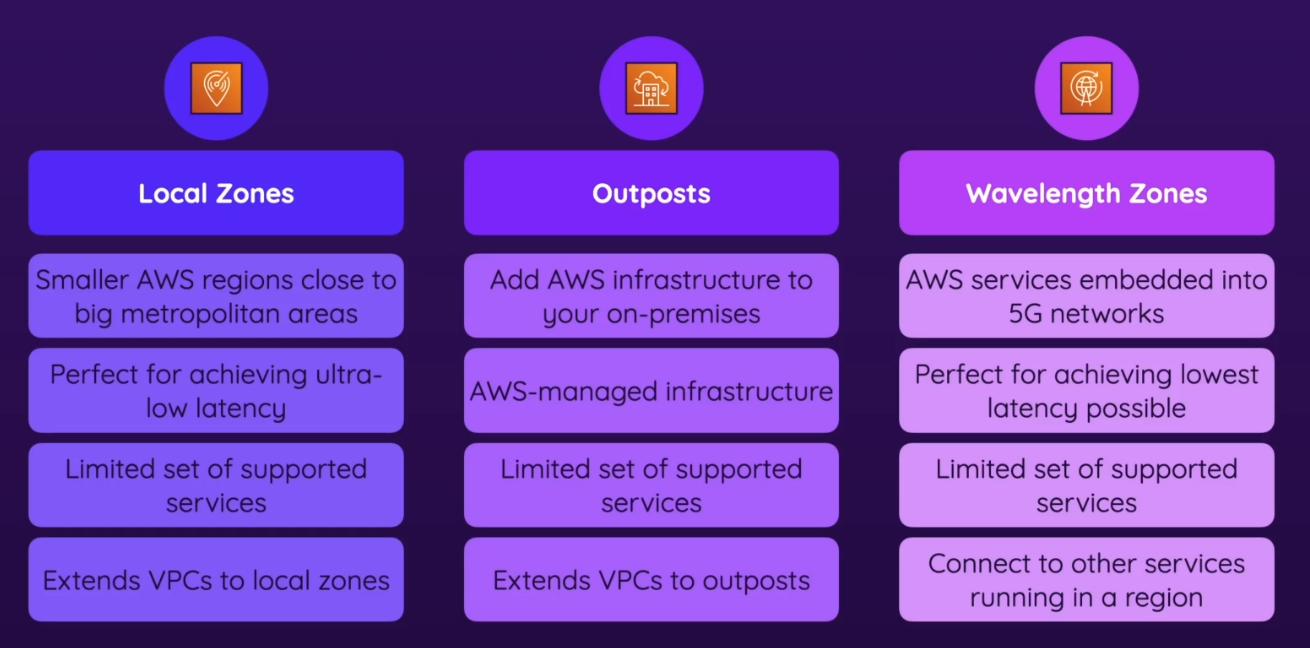 Local Zones
Smaller AWS regions close to
big metropolitan areas
Perfect for achieving ultra-
low latency
Limited set of supported
services
Extends VPCs to local zones
Outposts
Add AWS infrastructure to
your on-premises
AWS-managed infrastructure
Limited set of supported
services
Extends VPCs to outposts
Wavelength Zones
AWS services embedded into
5G networks
Perfect for achieving lowest
latency possible
Limited set of supported
services
Connect to other services
running in a region